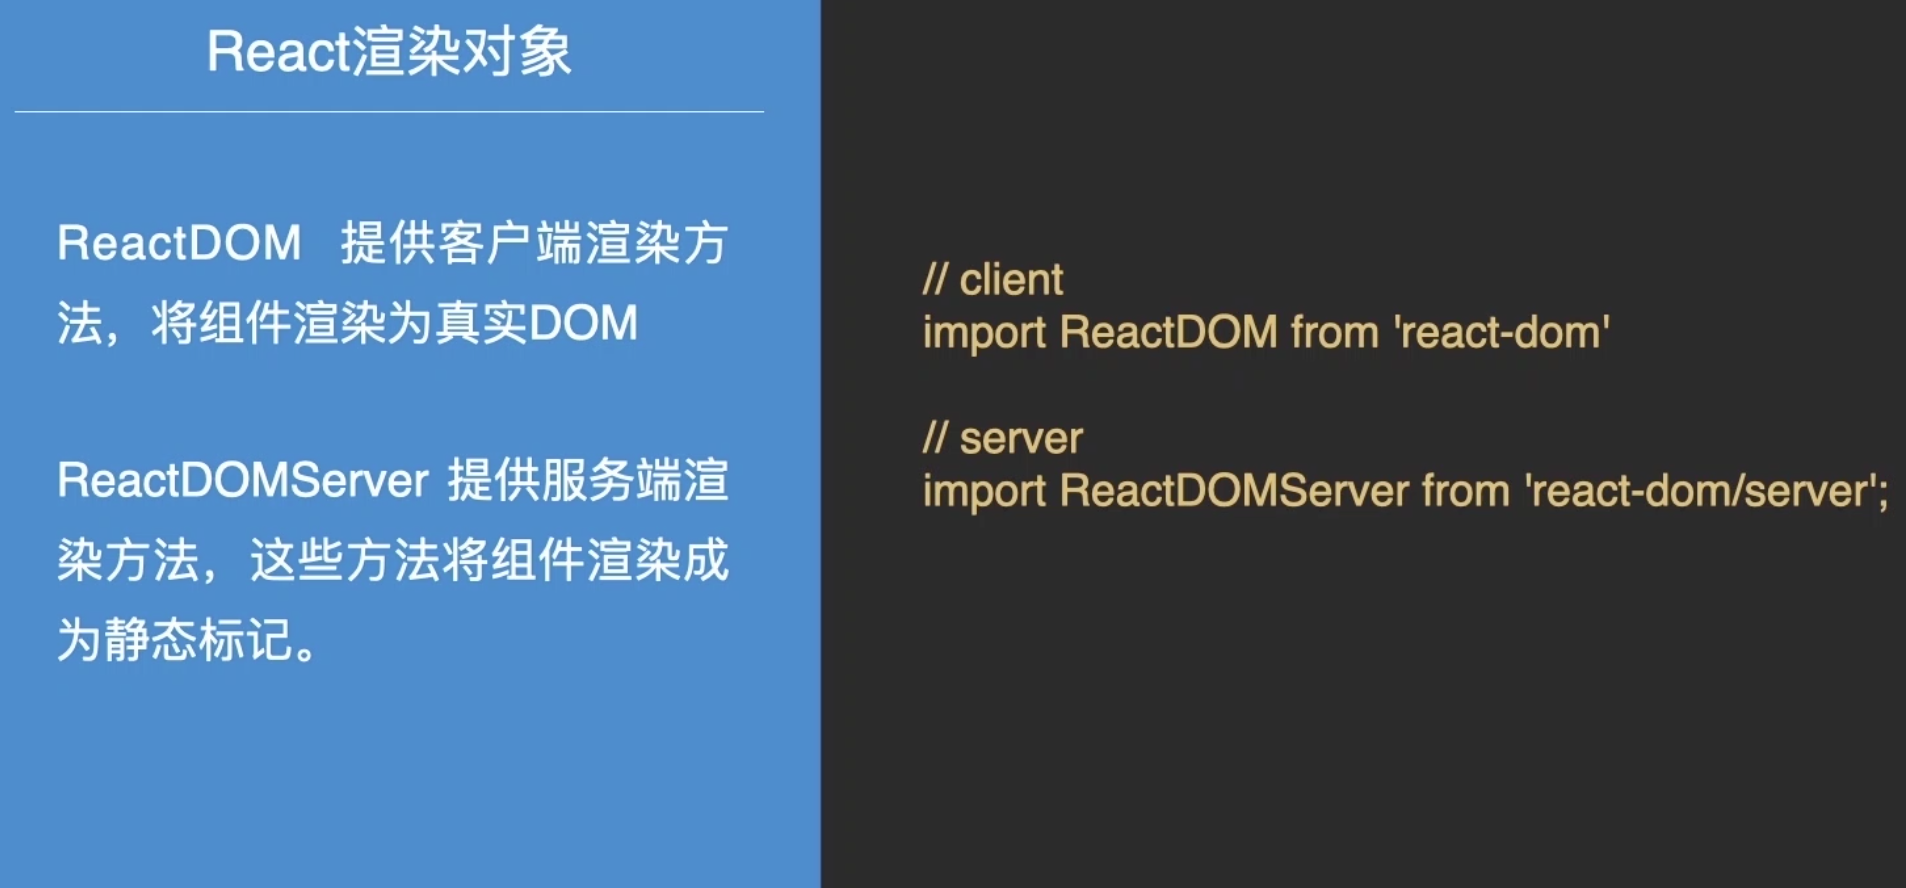 React渲染对象
ReactDOM 提供客户端渲染方
法，将组件渲染为真实DOM
ReactDOMServer 提供服务端渲
染方法，这些方法将组件渲染成
为静态标记。
// client
import ReactDOM from 'react-dom'
// server
import ReactDOMServer from 'react-dom/server';